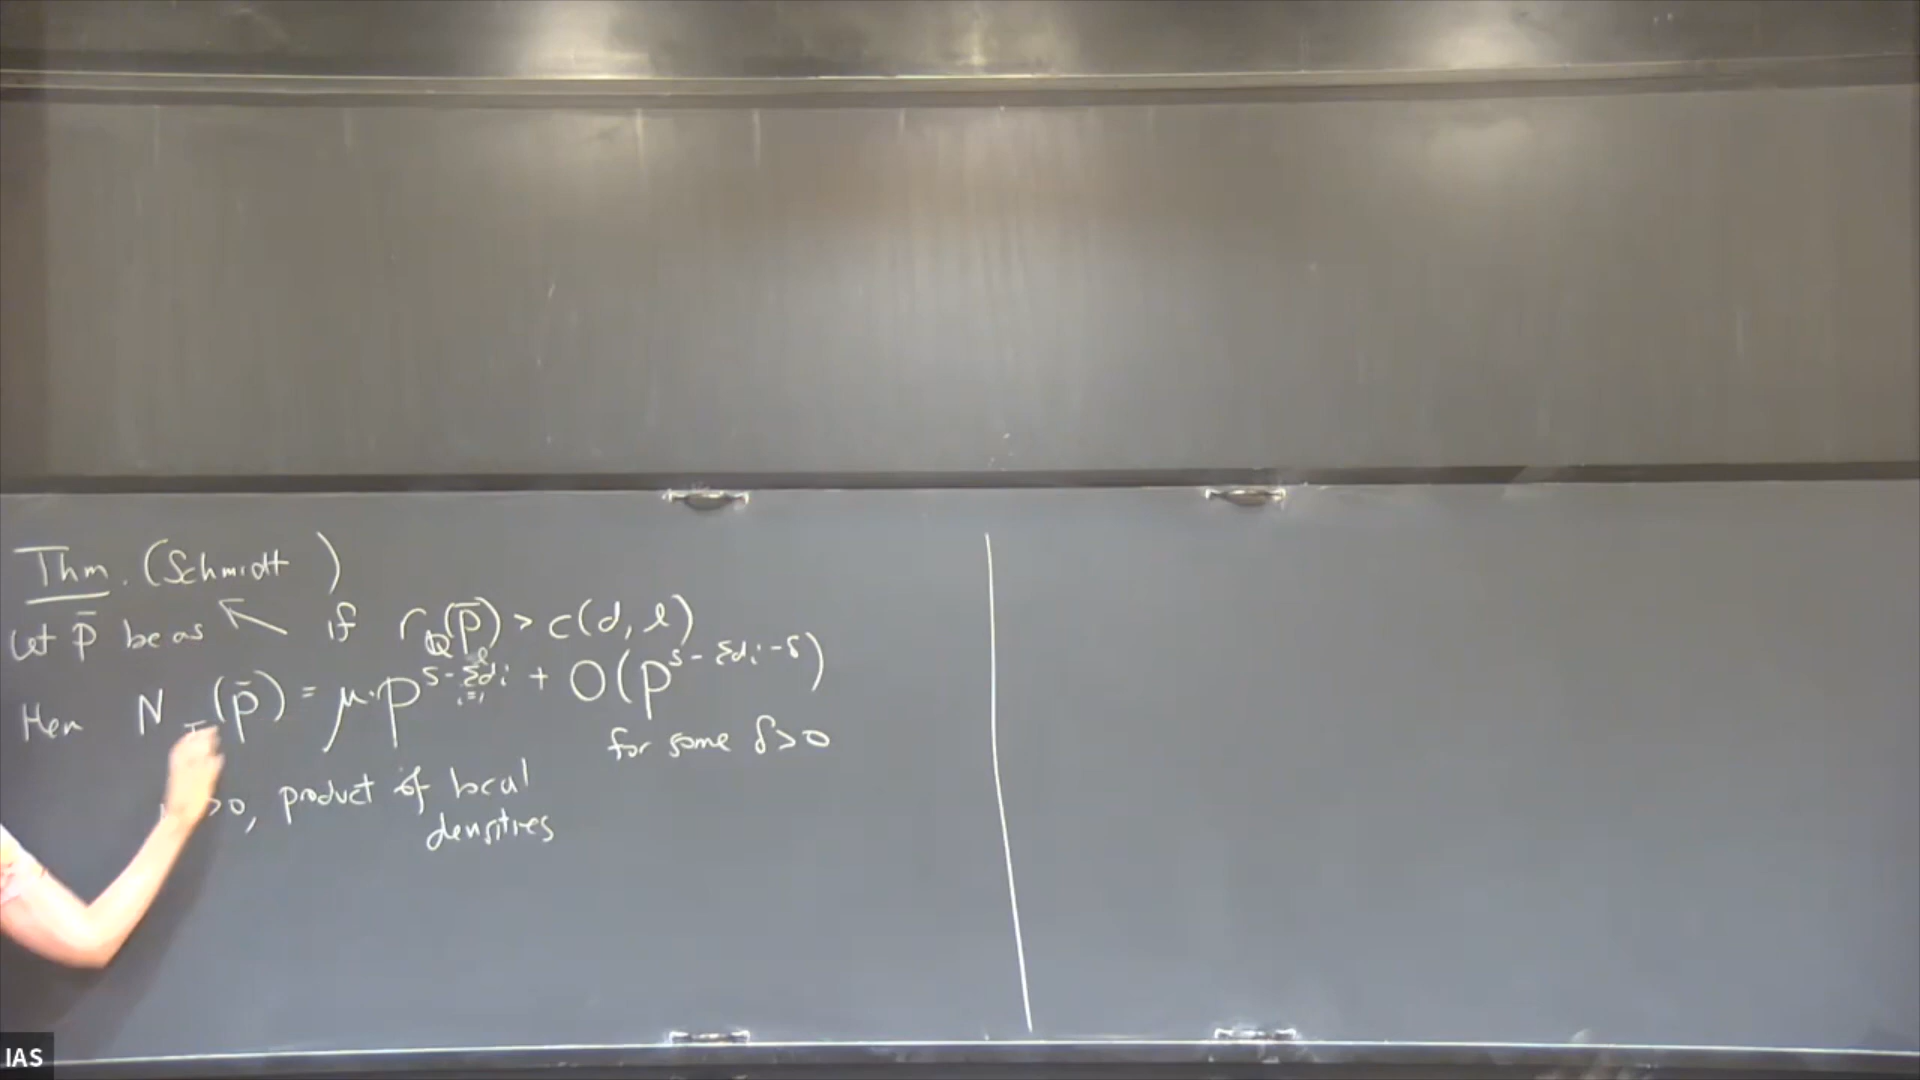 Thm. (Schmidt )
Let p̄ be as ↖ if r_Q(p̄) > c(d, l)
then N_I(p̄) = μ·P^{s-Σ_{i=1}^{l} d_i} + O(P^{s-Σd_i-δ})
for some δ>0
>0, product of local
densities
IAS